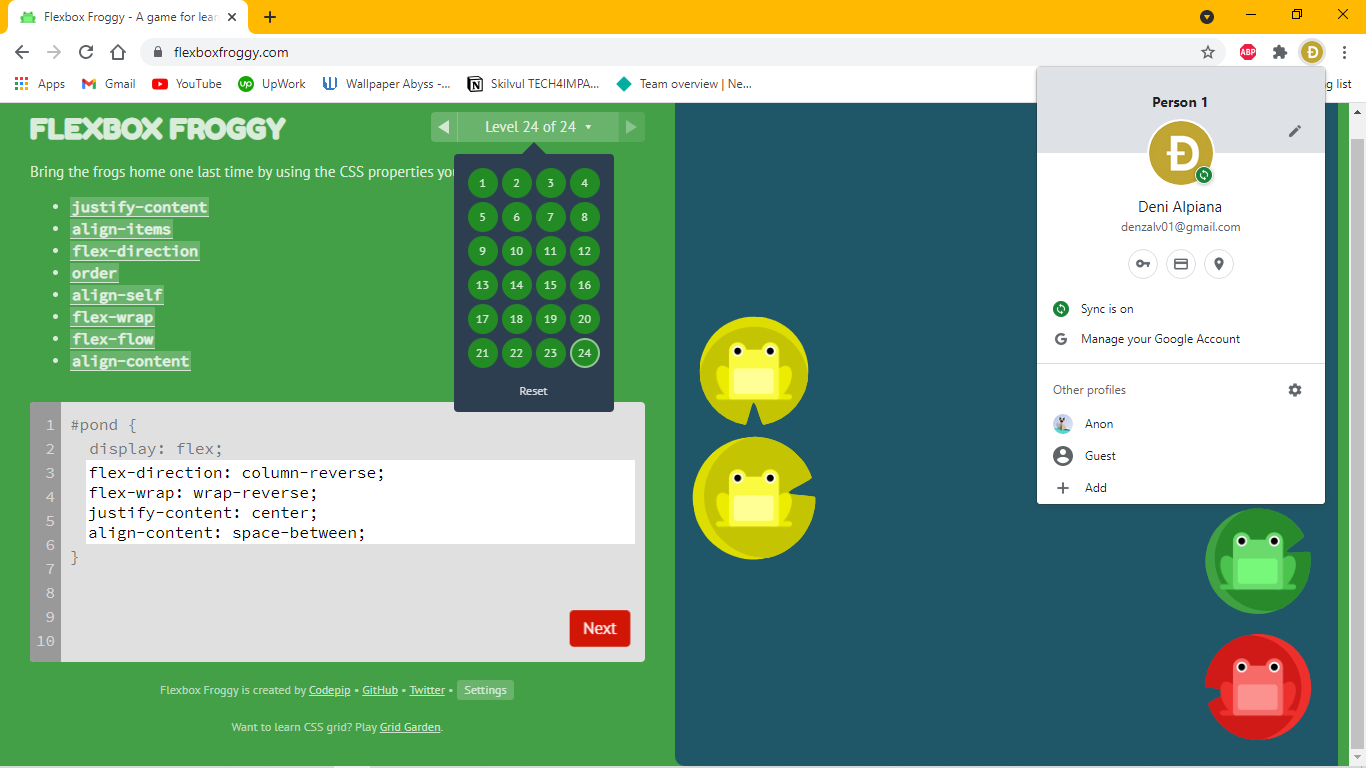 Flexbox Froggy - A game for lear
flexboxfroggy.com
ABP
Apps
Gmail
YouTube
up UpWork
Wallpaper Abyss -...
Skilvul TECH4IMPA...
Team overview | Ne...
g list
FLEXBOX FROGGY
Level 24 of 24
Bring the frogs home one last time by using the CSS properties you
justify-content
align-items
flex-direction
order
align-self
flex-wrap
flex-flow
align-content
1 2 3 4
5 6 7 8
9 10 11 12
13 14 15 16
17 18 19 20
21 22 23 24
Reset
1 #pond {
2 display: flex;
3 flex-direction: column-reverse;
4 flex-wrap: wrap-reverse;
5 justify-content: center;
6 align-content: space-between;
7 }
8
9
10
Next
Flexbox Froggy is created by Codepip • GitHub • Twitter • Settings
Want to learn CSS grid? Play Grid Garden.
Person 1
Deni Alpiana
denzalv01@gmail.com
Sync is on
Manage your Google Account
Other profiles
Anon
Guest
Add